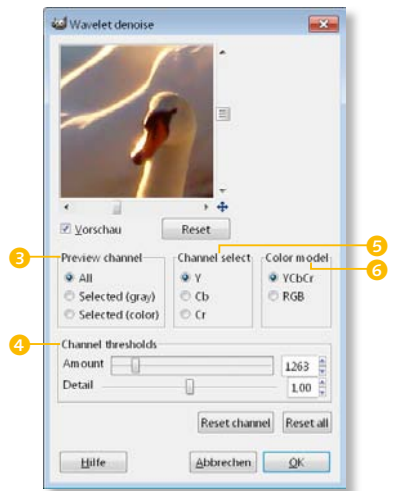 Wavelet denoise
Vorschau
Reset
5
3
Preview channel
Channel select
Color model
6
All
Y
YCbCr
Selected (gray)
Cb
RGB
Selected (color)
Cr
4
Channel thresholds
Amount
1263
Detail
1,00
Reset channel
Reset all
Hilfe
Abbrechen
OK